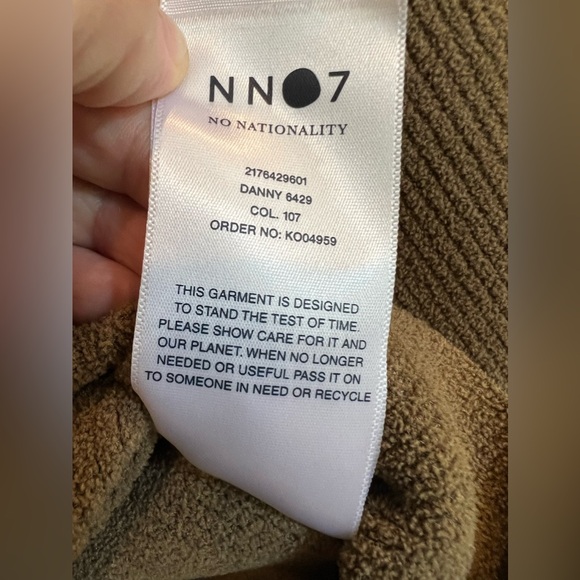 NN●7
NO NATIONALITY
2176429601
DANNY 6429
COL. 107
ORDER NO: KO04959
THIS GARMENT IS DESIGNED
TO STAND THE TEST OF TIME.
PLEASE SHOW CARE FOR IT AND
OUR PLANET. WHEN NO LONGER
NEEDED OR USEFUL PASS IT ON
TO SOMEONE IN NEED OR RECYCLE